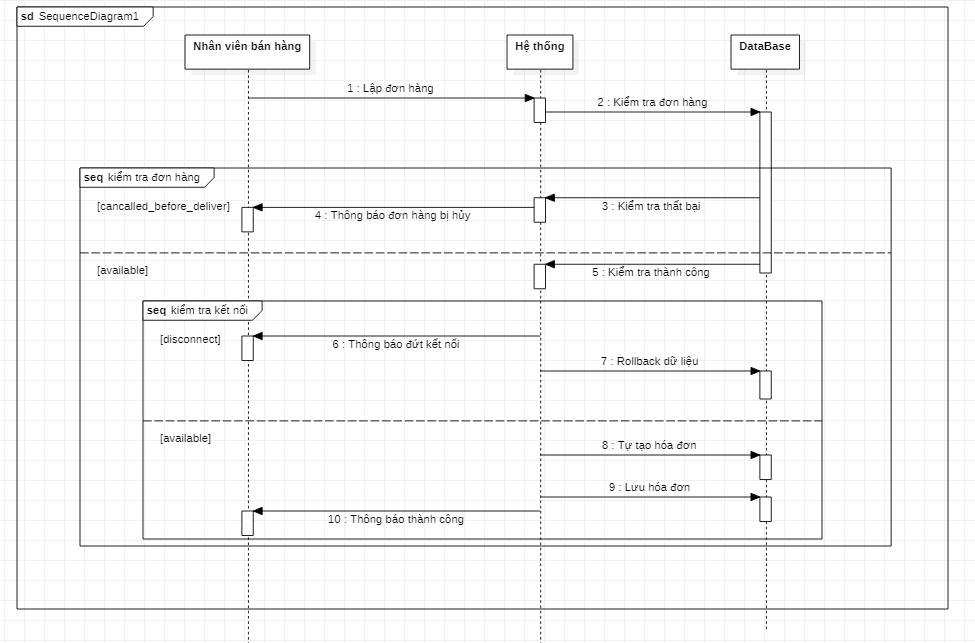 sd SequenceDiagram1
Nhân viên bán hàng
Hệ thống
DataBase
1 : Lập đơn hàng
2 : Kiểm tra đơn hàng
seq kiểm tra đơn hàng
[cancalled_before_deliver]
3 : Kiểm tra thất bại
4 : Thông báo đơn hàng bị hủy
[available]
5 : Kiểm tra thành công
seq kiểm tra kết nối
[disconnect]
6 : Thông báo đứt kết nối
7 : Rollback dữ liệu
[available]
8 : Tự tạo hóa đơn
9 : Lưu hóa đơn
10 : Thông báo thành công